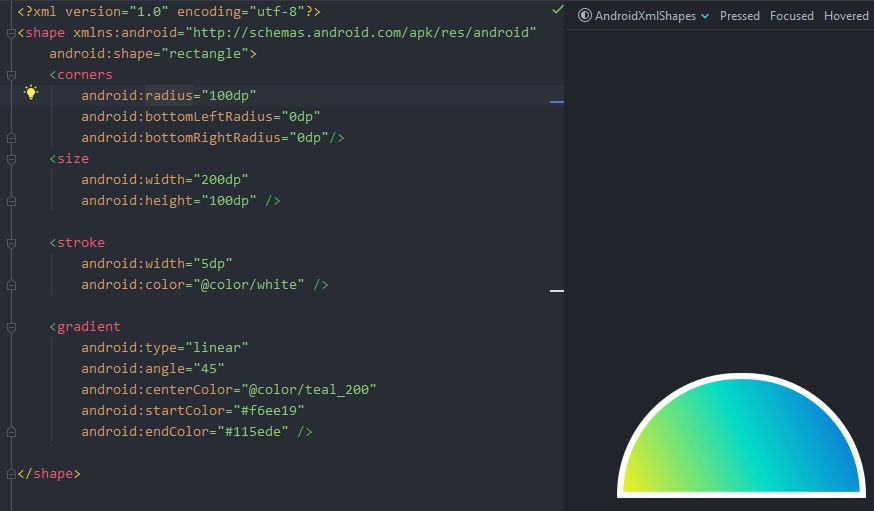 <?xml version="1.0" encoding="utf-8"?>
AndroidXmlShapes Pressed Focused Hovered
<shape xmlns:android="http://schemas.android.com/apk/res/android"
    android:shape="rectangle">
    <corners
        android:radius="100dp"
        android:bottomLeftRadius="0dp"
        android:bottomRightRadius="0dp"/>
    <size
        android:width="200dp"
        android:height="100dp" />
    <stroke
        android:width="5dp"
        android:color="@color/white" />
    <gradient
        android:type="linear"
        android:angle="45"
        android:centerColor="@color/teal_200"
        android:startColor="#f6ee19"
        android:endColor="#115ede" />
</shape>